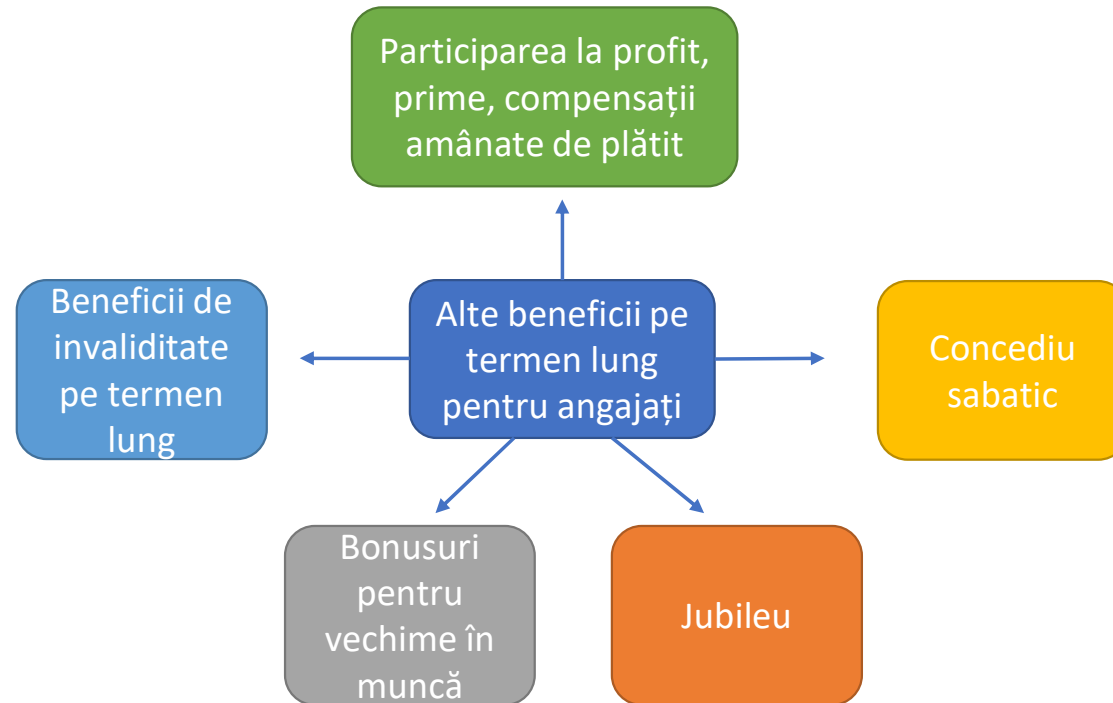 Participarea la profit,
prime, compensații
amânate de plătit
Beneficii de
invaliditate
pe termen
lung
Alte beneficii pe
termen lung
pentru angajați
Concediu
sabatic
Bonusuri
pentru
vechime în
muncă
Jubileu